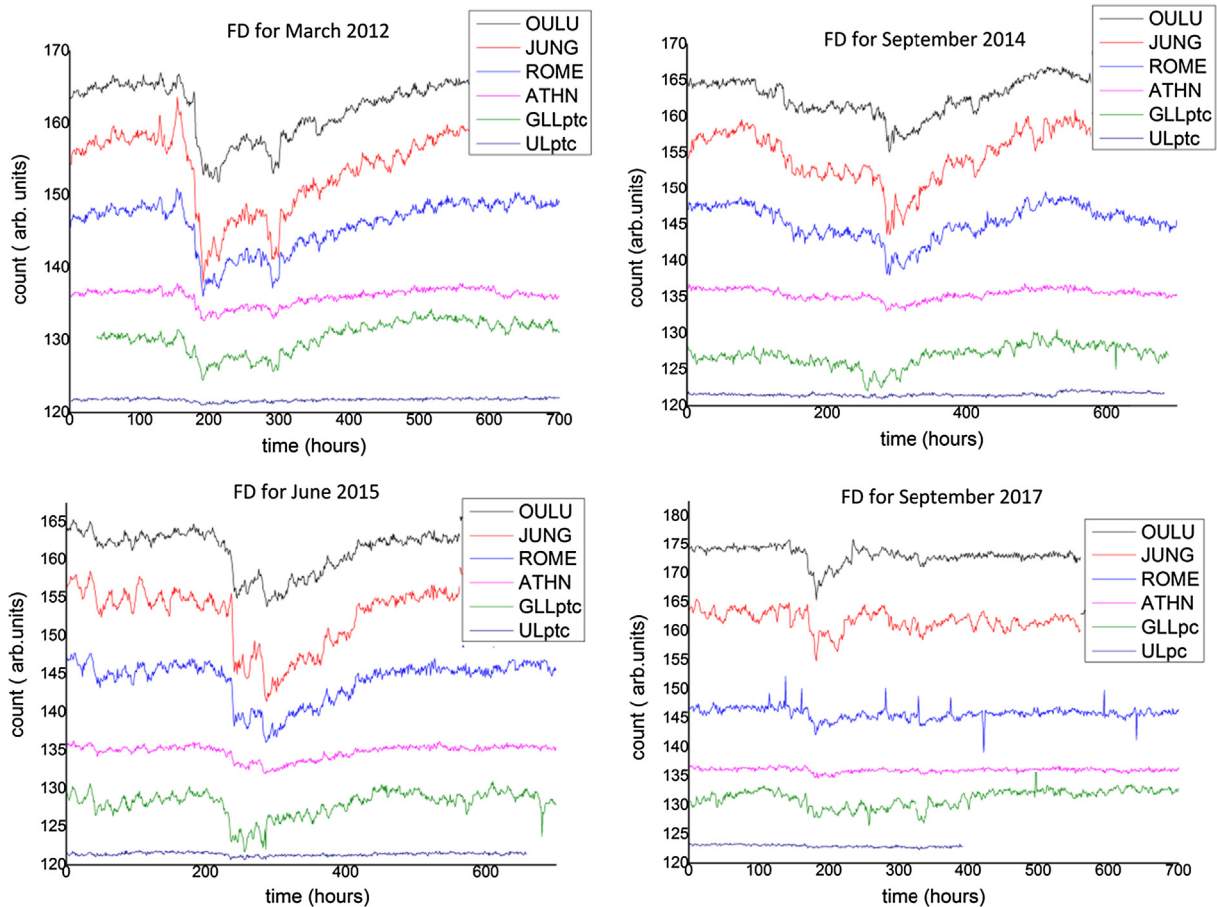 FD for March 2012
OULU
JUNG
ROME
ATHN
GLLptc
ULptc
170
160
150
140
130
120
count ( arb. units)
0
100
200
300
400
500
600
700
time (hours)
FD for September 2014
OULU
JUNG
ROME
ATHN
GLLptc
ULptc
170
165
160
155
150
145
140
135
130
125
120
count ( arb.units)
0
200
400
600
time (hours)
FD for June 2015
OULU
JUNG
ROME
ATHN
GLLptc
ULptc
165
160
155
150
145
140
135
130
125
120
count ( arb.units)
0
200
400
600
time (hours)
FD for September 2017
OULU
JUNG
ROME
ATHN
GLLpc
ULpc
180
175
170
165
160
155
150
145
140
135
130
125
120
count ( arb.units)
0
100
200
300
400
500
600
700
time (hours)